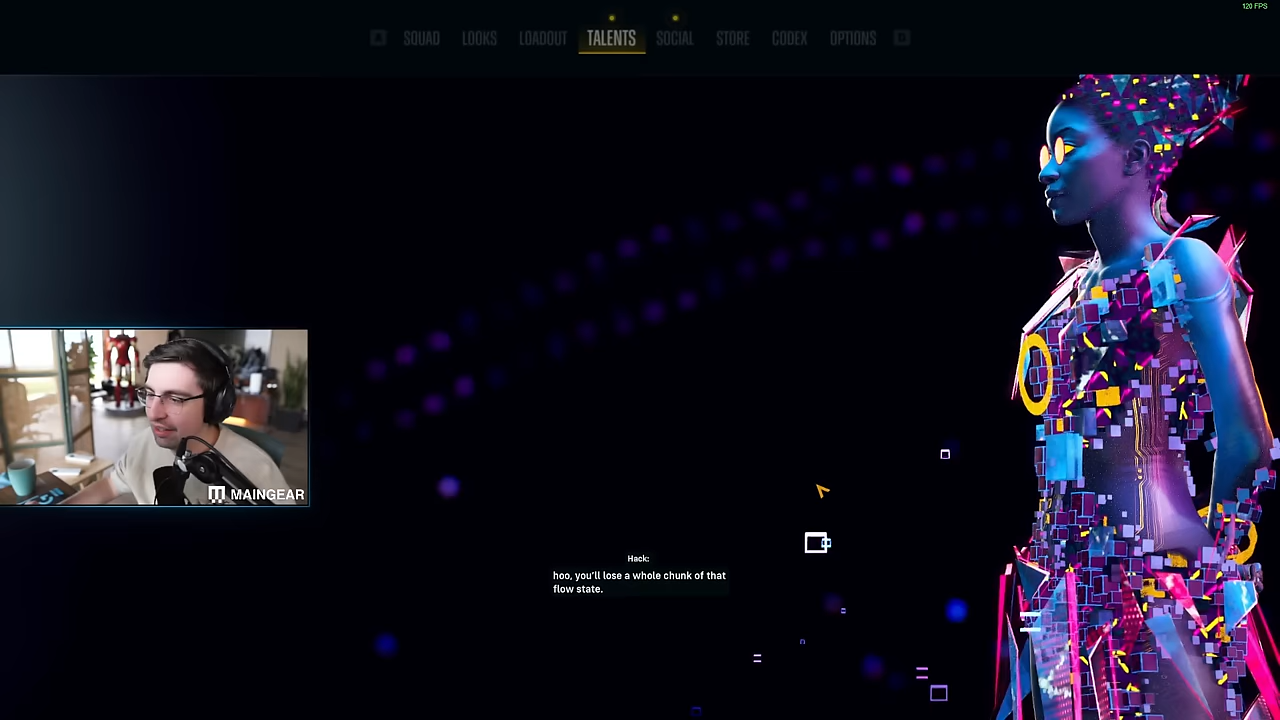 120 FPS
SQUAD LOOKS LOADOUT TALENTS SOCIAL STORE CODEX OPTIONS
MAINGEAR
Hack:
hoo, you'll lose a whole chunk of that
flow state.